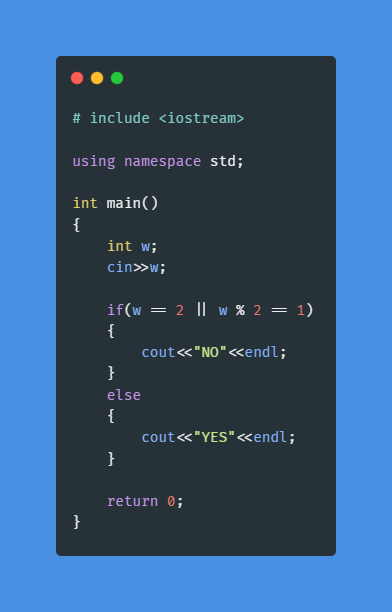 # include <iostream>
using namespace std;
int main()
{
int w;
cin>>w;
if(w == 2 || w % 2 == 1)
{
cout<<"NO"<<endl;
}
else
{
cout<<"YES"<<endl;
}
return 0;
}